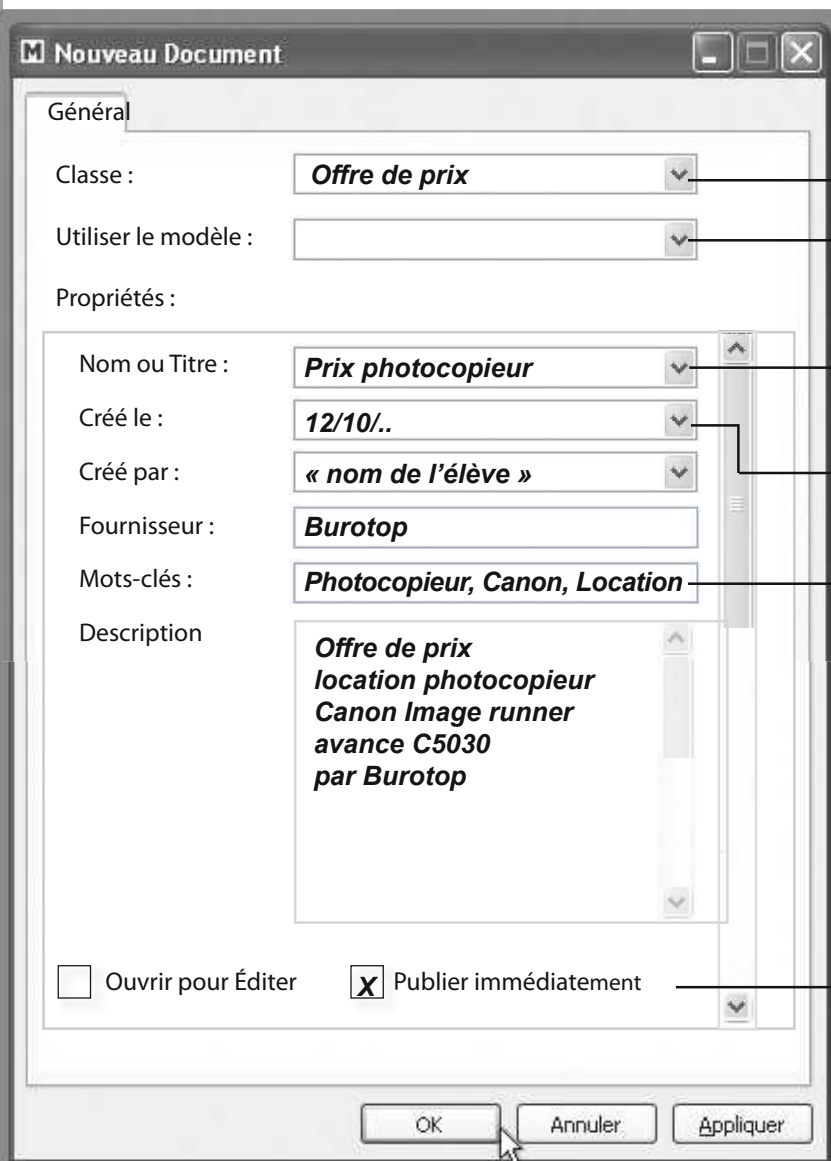 Nouveau Document
Général
Classe : Offre de prix
Utiliser le modèle :
Propriétés :
Nom ou Titre : Prix photocopieur
Créé le : 12/10/..
Créé par : « nom de l'élève »
Fournisseur : Burotop
Mots-clés : Photocopieur, Canon, Location
Description
Offre de prix
location photocopieur
Canon Image runner
avance C5030
par Burotop
Ouvrir pour Éditer X Publier immédiatement
OK Annuler Appliquer